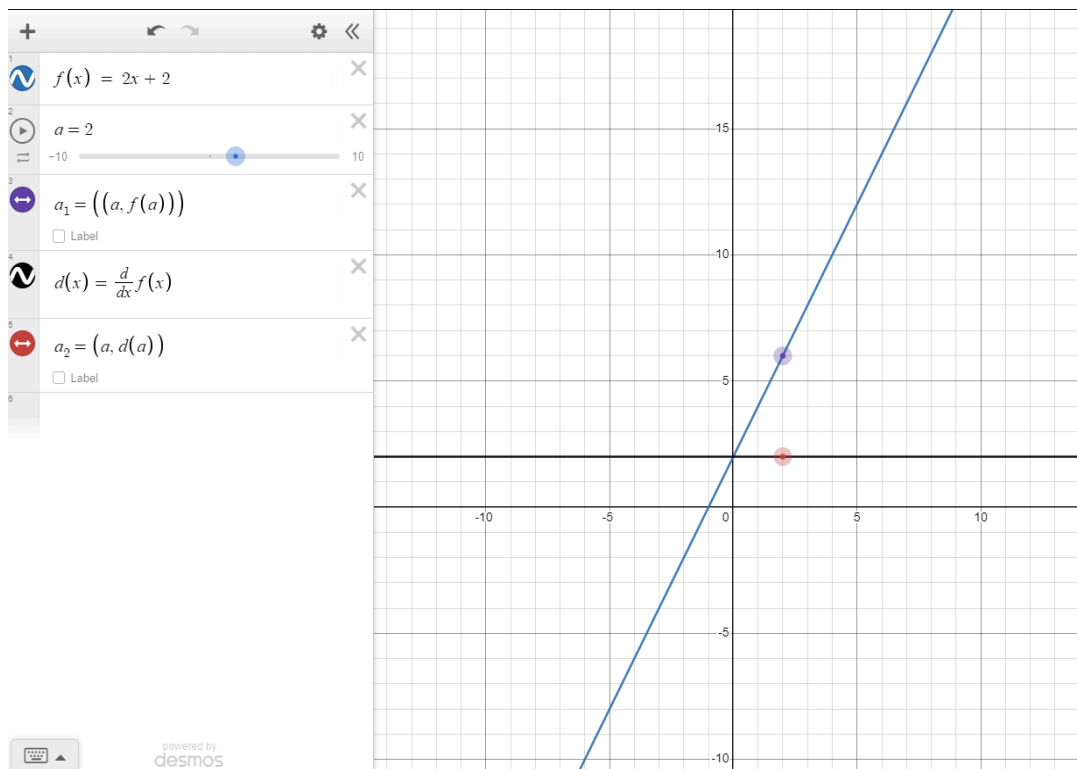 1
f(x) = 2x + 2
2
a = 2
−10 10
3
a₁ = ((a, f(a)))
Label
4
d(x) = d/dx f(x)
5
a₂ = (a, d(a))
Label
6
powered by
desmos
15
10
5
-10 -5 0 5 10
-5
-10